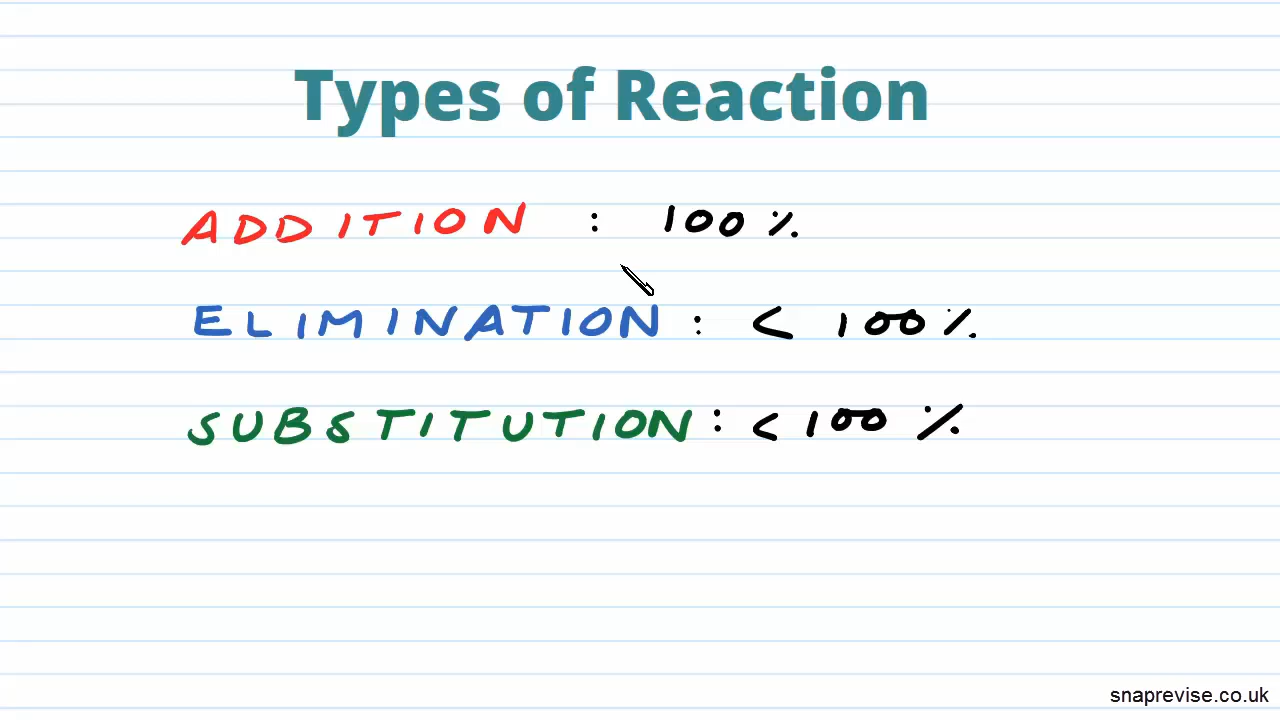 Types of Reaction
ADDITION : 100%
ELIMINATION : < 100%
SUBSTITUTION : < 100%
snaprevise.co.uk